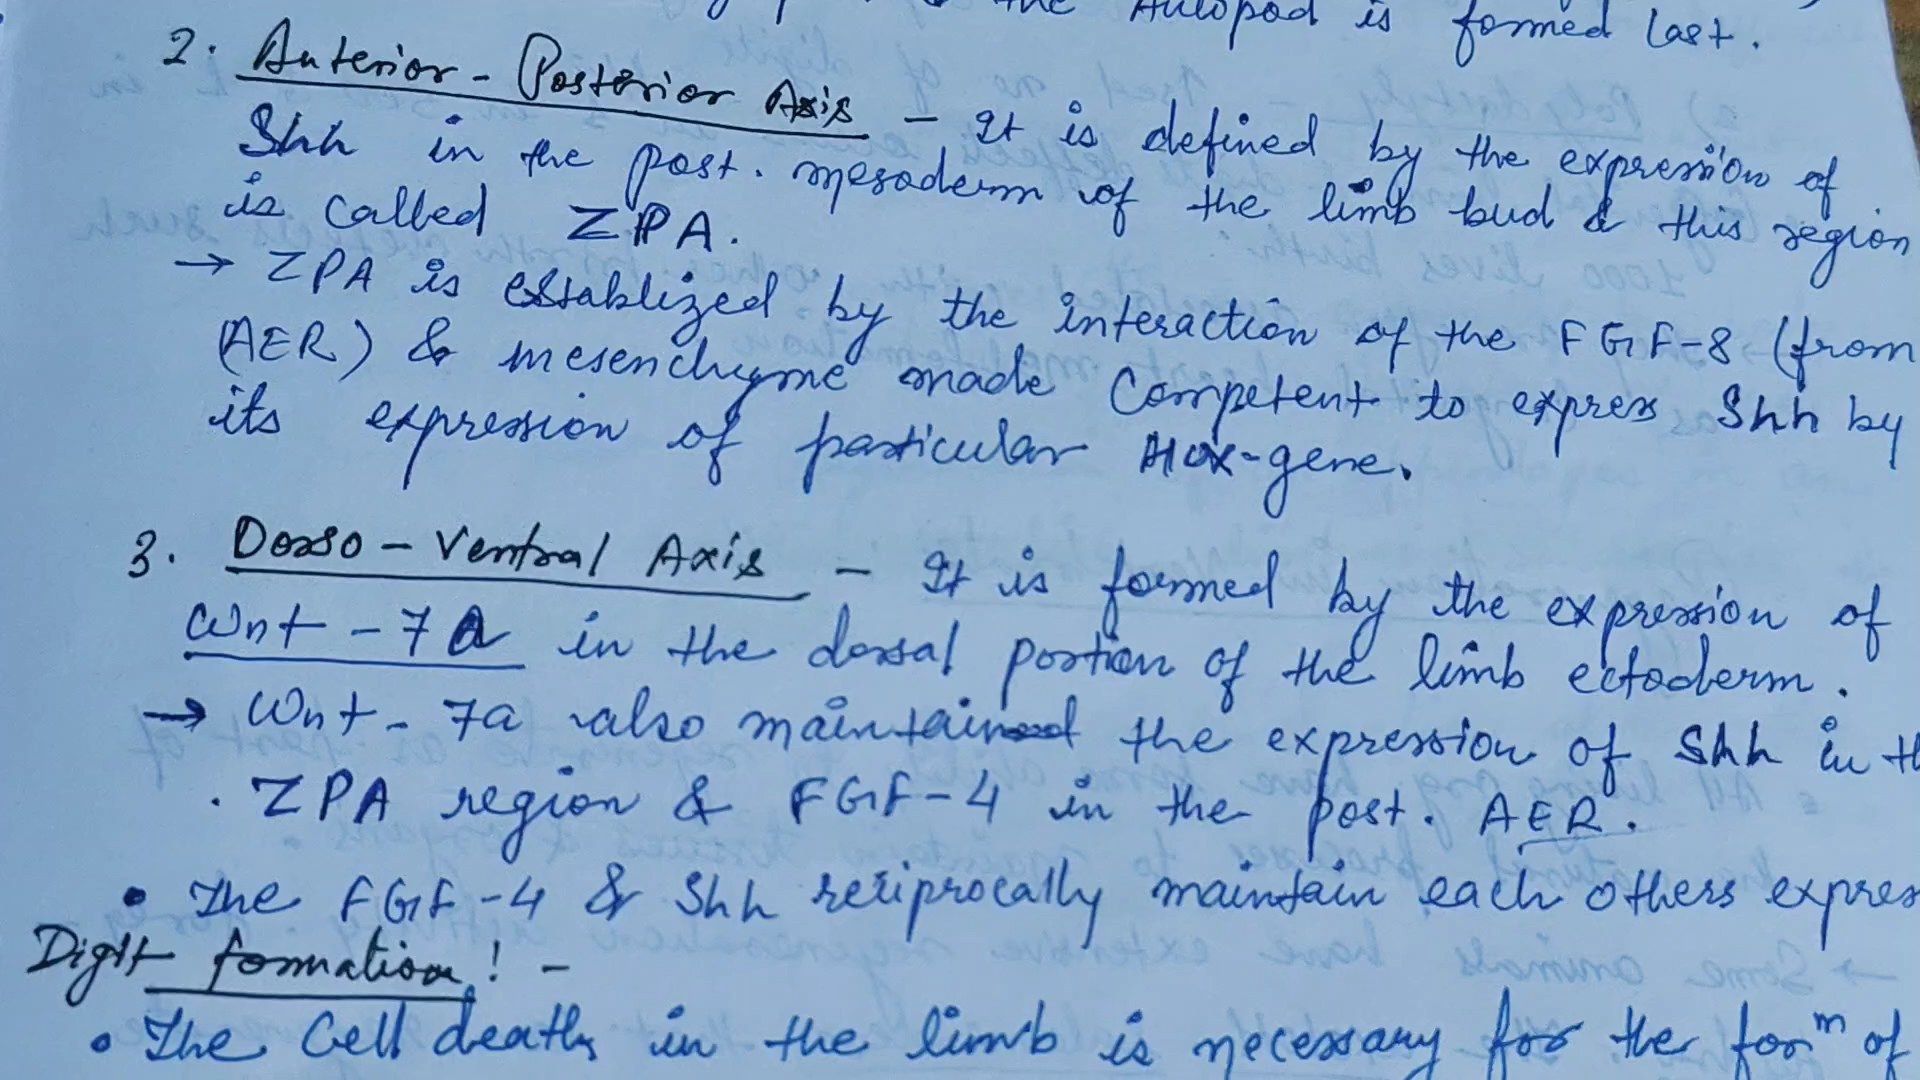 the Autopod is formed last.
2. Anterior - Posterior Axis - It is defined by the expression of
Shh in the post. mesoderm of the limb bud & this region
is called ZPA.
→ ZPA is establized by the interaction of the FGF-8 (from
(AER) & mesenchyme made Competent to express Shh by
its expression of particular Hox-gene.
3. Dorso - Ventral Axis - It is formed by the expression of
Wnt - 7a in the dorsal portion of the limb ectoderm.
→ Wnt - 7a also maintained the expression of Shh in th
. ZPA region & FGF-4 in the post. AER.
• The FGF-4 & Shh reciprocally maintain each others expres
Digit formation! -
• The Cell death in the limb is necessary for the forᵐ of